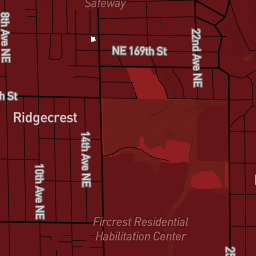 Safeway
8th Ave NE
NE 169th St
22nd Ave NE
h St
Ridgecrest
14th Ave NE
10th Ave NE
Fircrest Residential
Habilitation Center
25